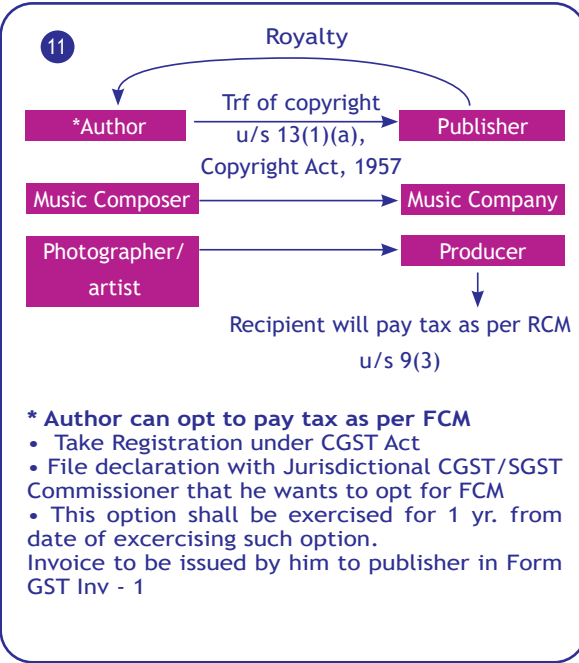 11
Royalty
*Author
Trf of copyright
u/s 13(1)(a),
Copyright Act, 1957
Publisher
Music Composer
Music Company
Photographer/
artist
Producer
Recipient will pay tax as per RCM
u/s 9(3)
* Author can opt to pay tax as per FCM
• Take Registration under CGST Act
• File declaration with Jurisdictional CGST/SGST
Commissioner that he wants to opt for FCM
• This option shall be exercised for 1 yr. from
date of excercising such option.
Invoice to be issued by him to publisher in Form
GST Inv - 1